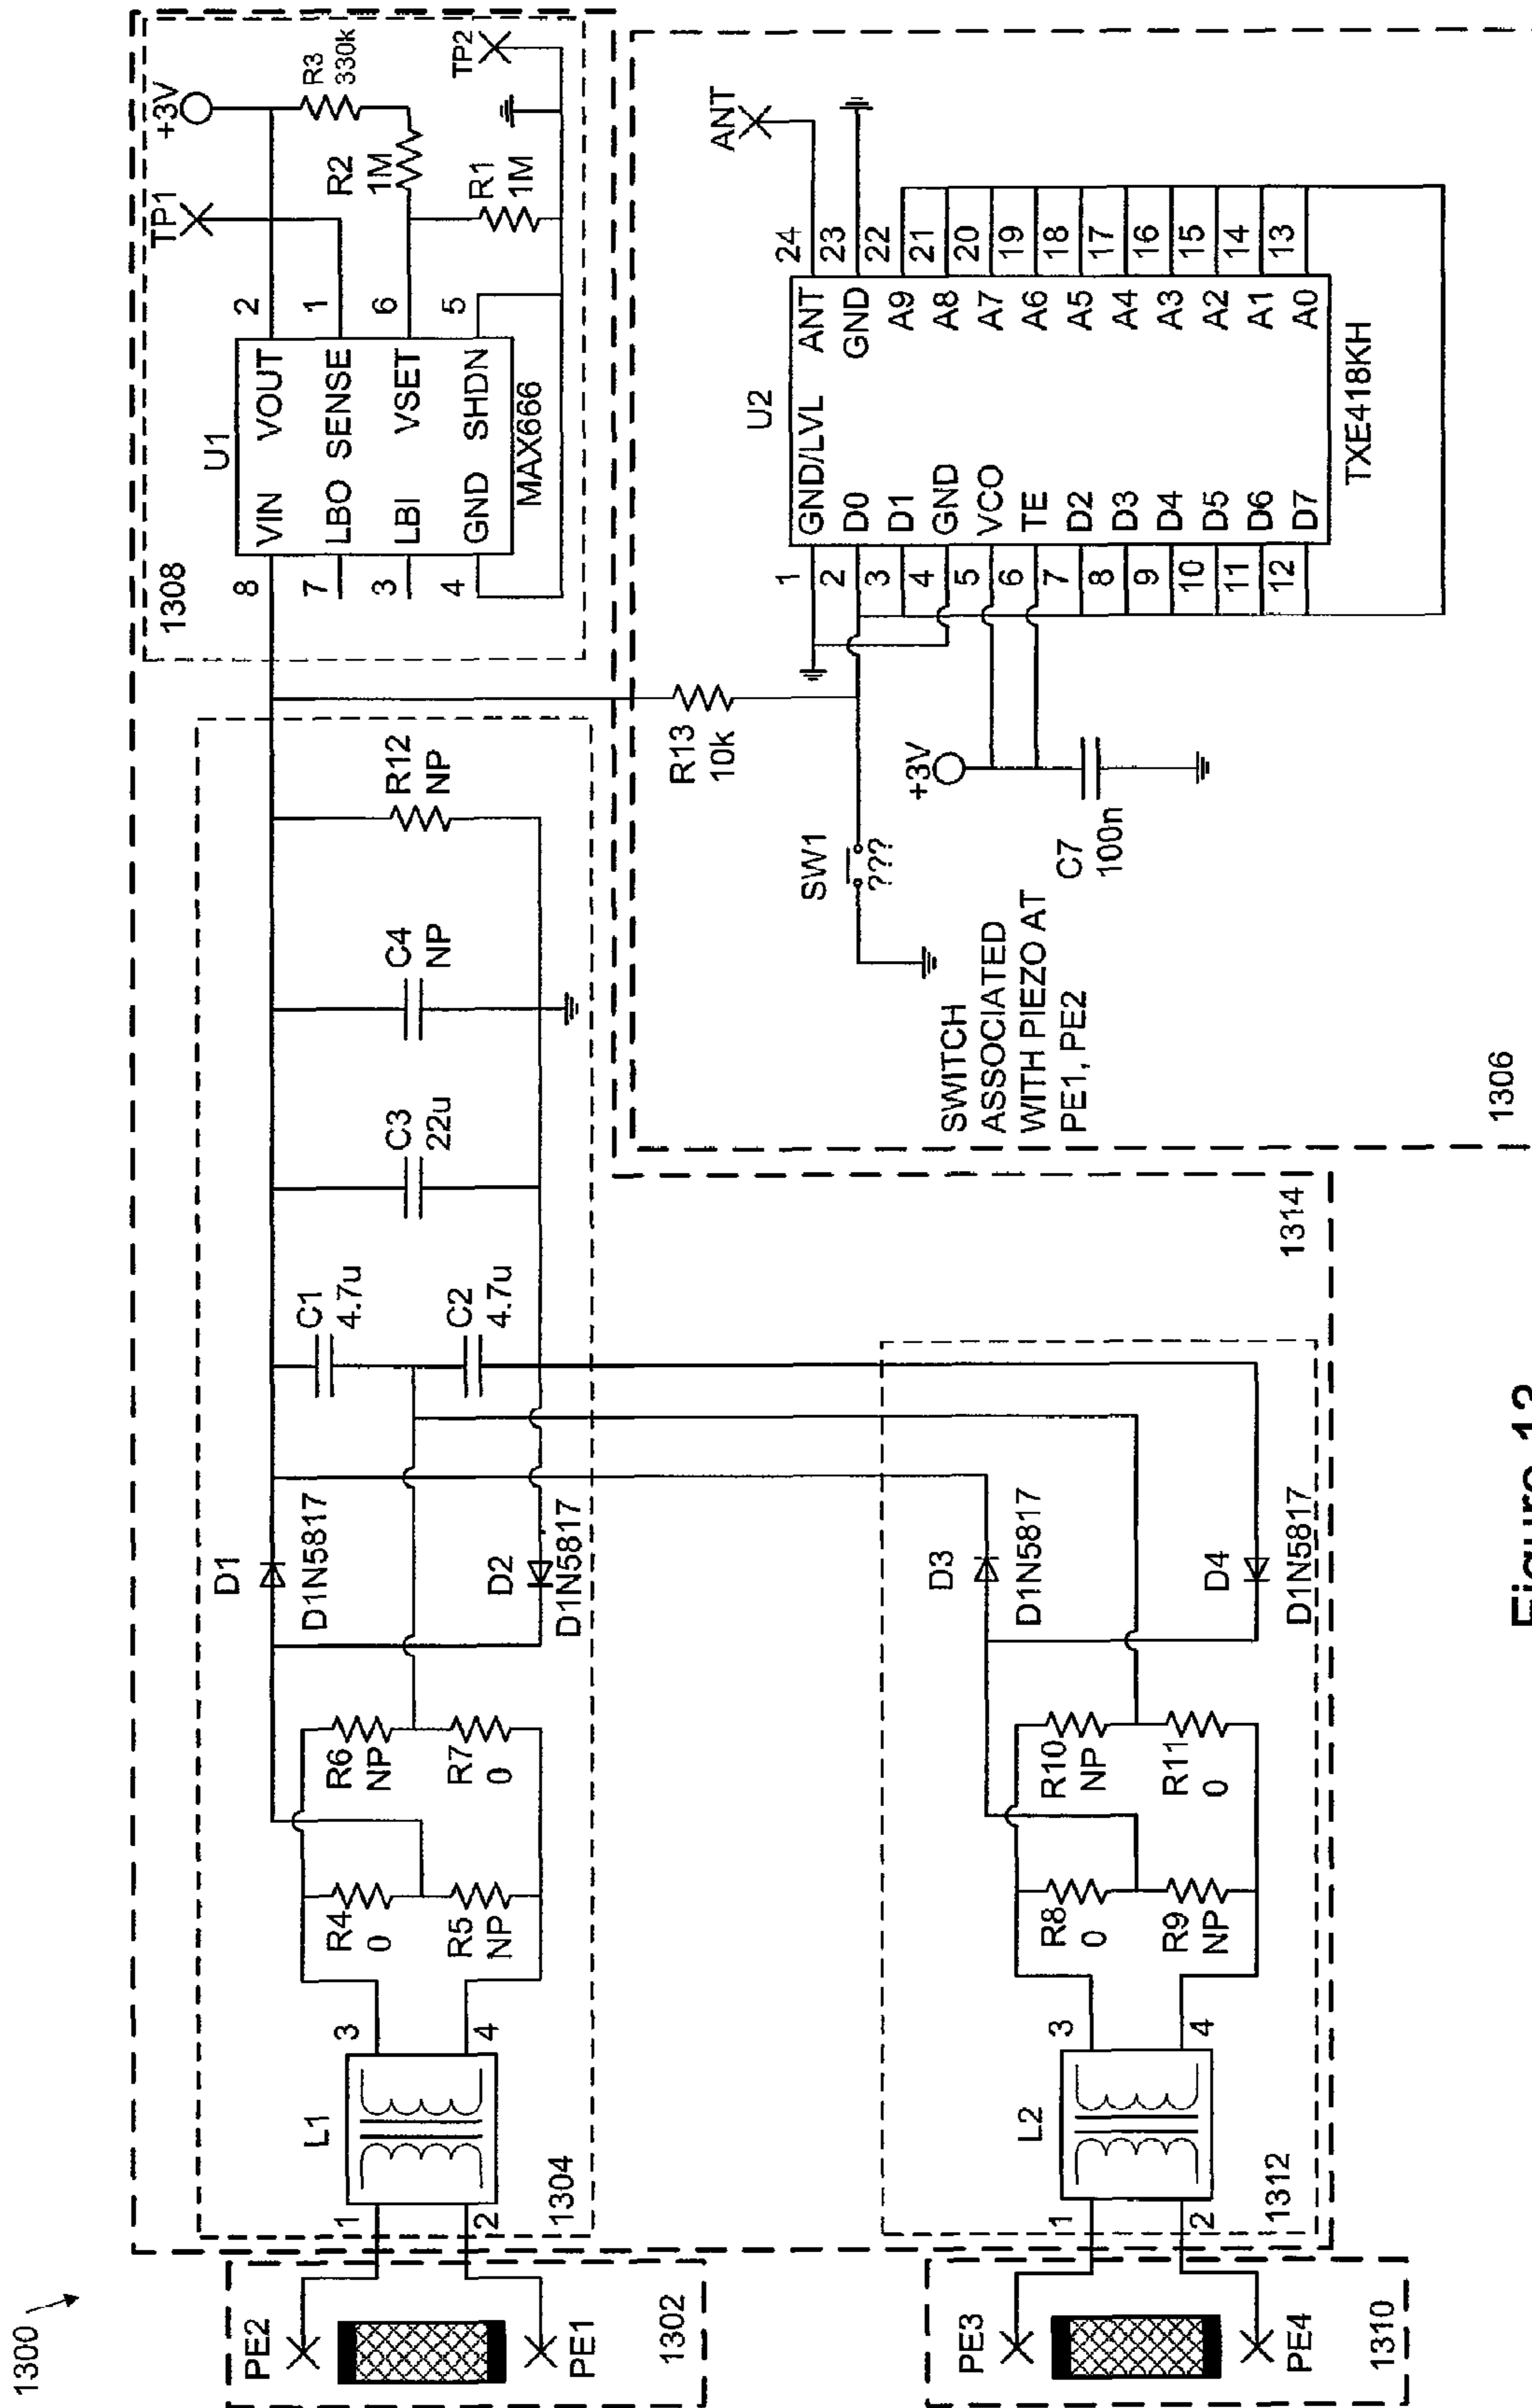 1300
PE2
PE1
1302
1
2
L1
3
4
1304
R4
0
R5
NP
R6
NP
R7
0
D1
D1N5817
D2
D1N5817
C1
4.7u
C2
4.7u
C3
22u
C4
NP
R12
NP
1308
8
7
3
4
U1
VIN
VOUT
LBO
SENSE
LBI
VSET
GND
SHDN
MAX666
2
1
6
5
TP1
+3V
R3
330k
R2
1M
R1
1M
TP2
PE3
PE4
1310
1
2
L2
3
4
1312
R8
0
R9
NP
R10
NP
R11
0
D3
D1N5817
D4
D1N5817
1314
R13
10k
SW1
???
SWITCH
ASSOCIATED
WITH PIEZO AT
PE1, PE2
+3V
C7
100n
1306
U2
1
2
3
4
5
6
7
8
9
10
11
12
GND/LVL
D0
D1
GND
VCO
TE
D2
D3
D4
D5
D6
D7
ANT
GND
A9
A8
A7
A6
A5
A4
A3
A2
A1
A0
24
23
22
21
20
19
18
17
16
15
14
13
TXE418KH
ANT
Figure 13